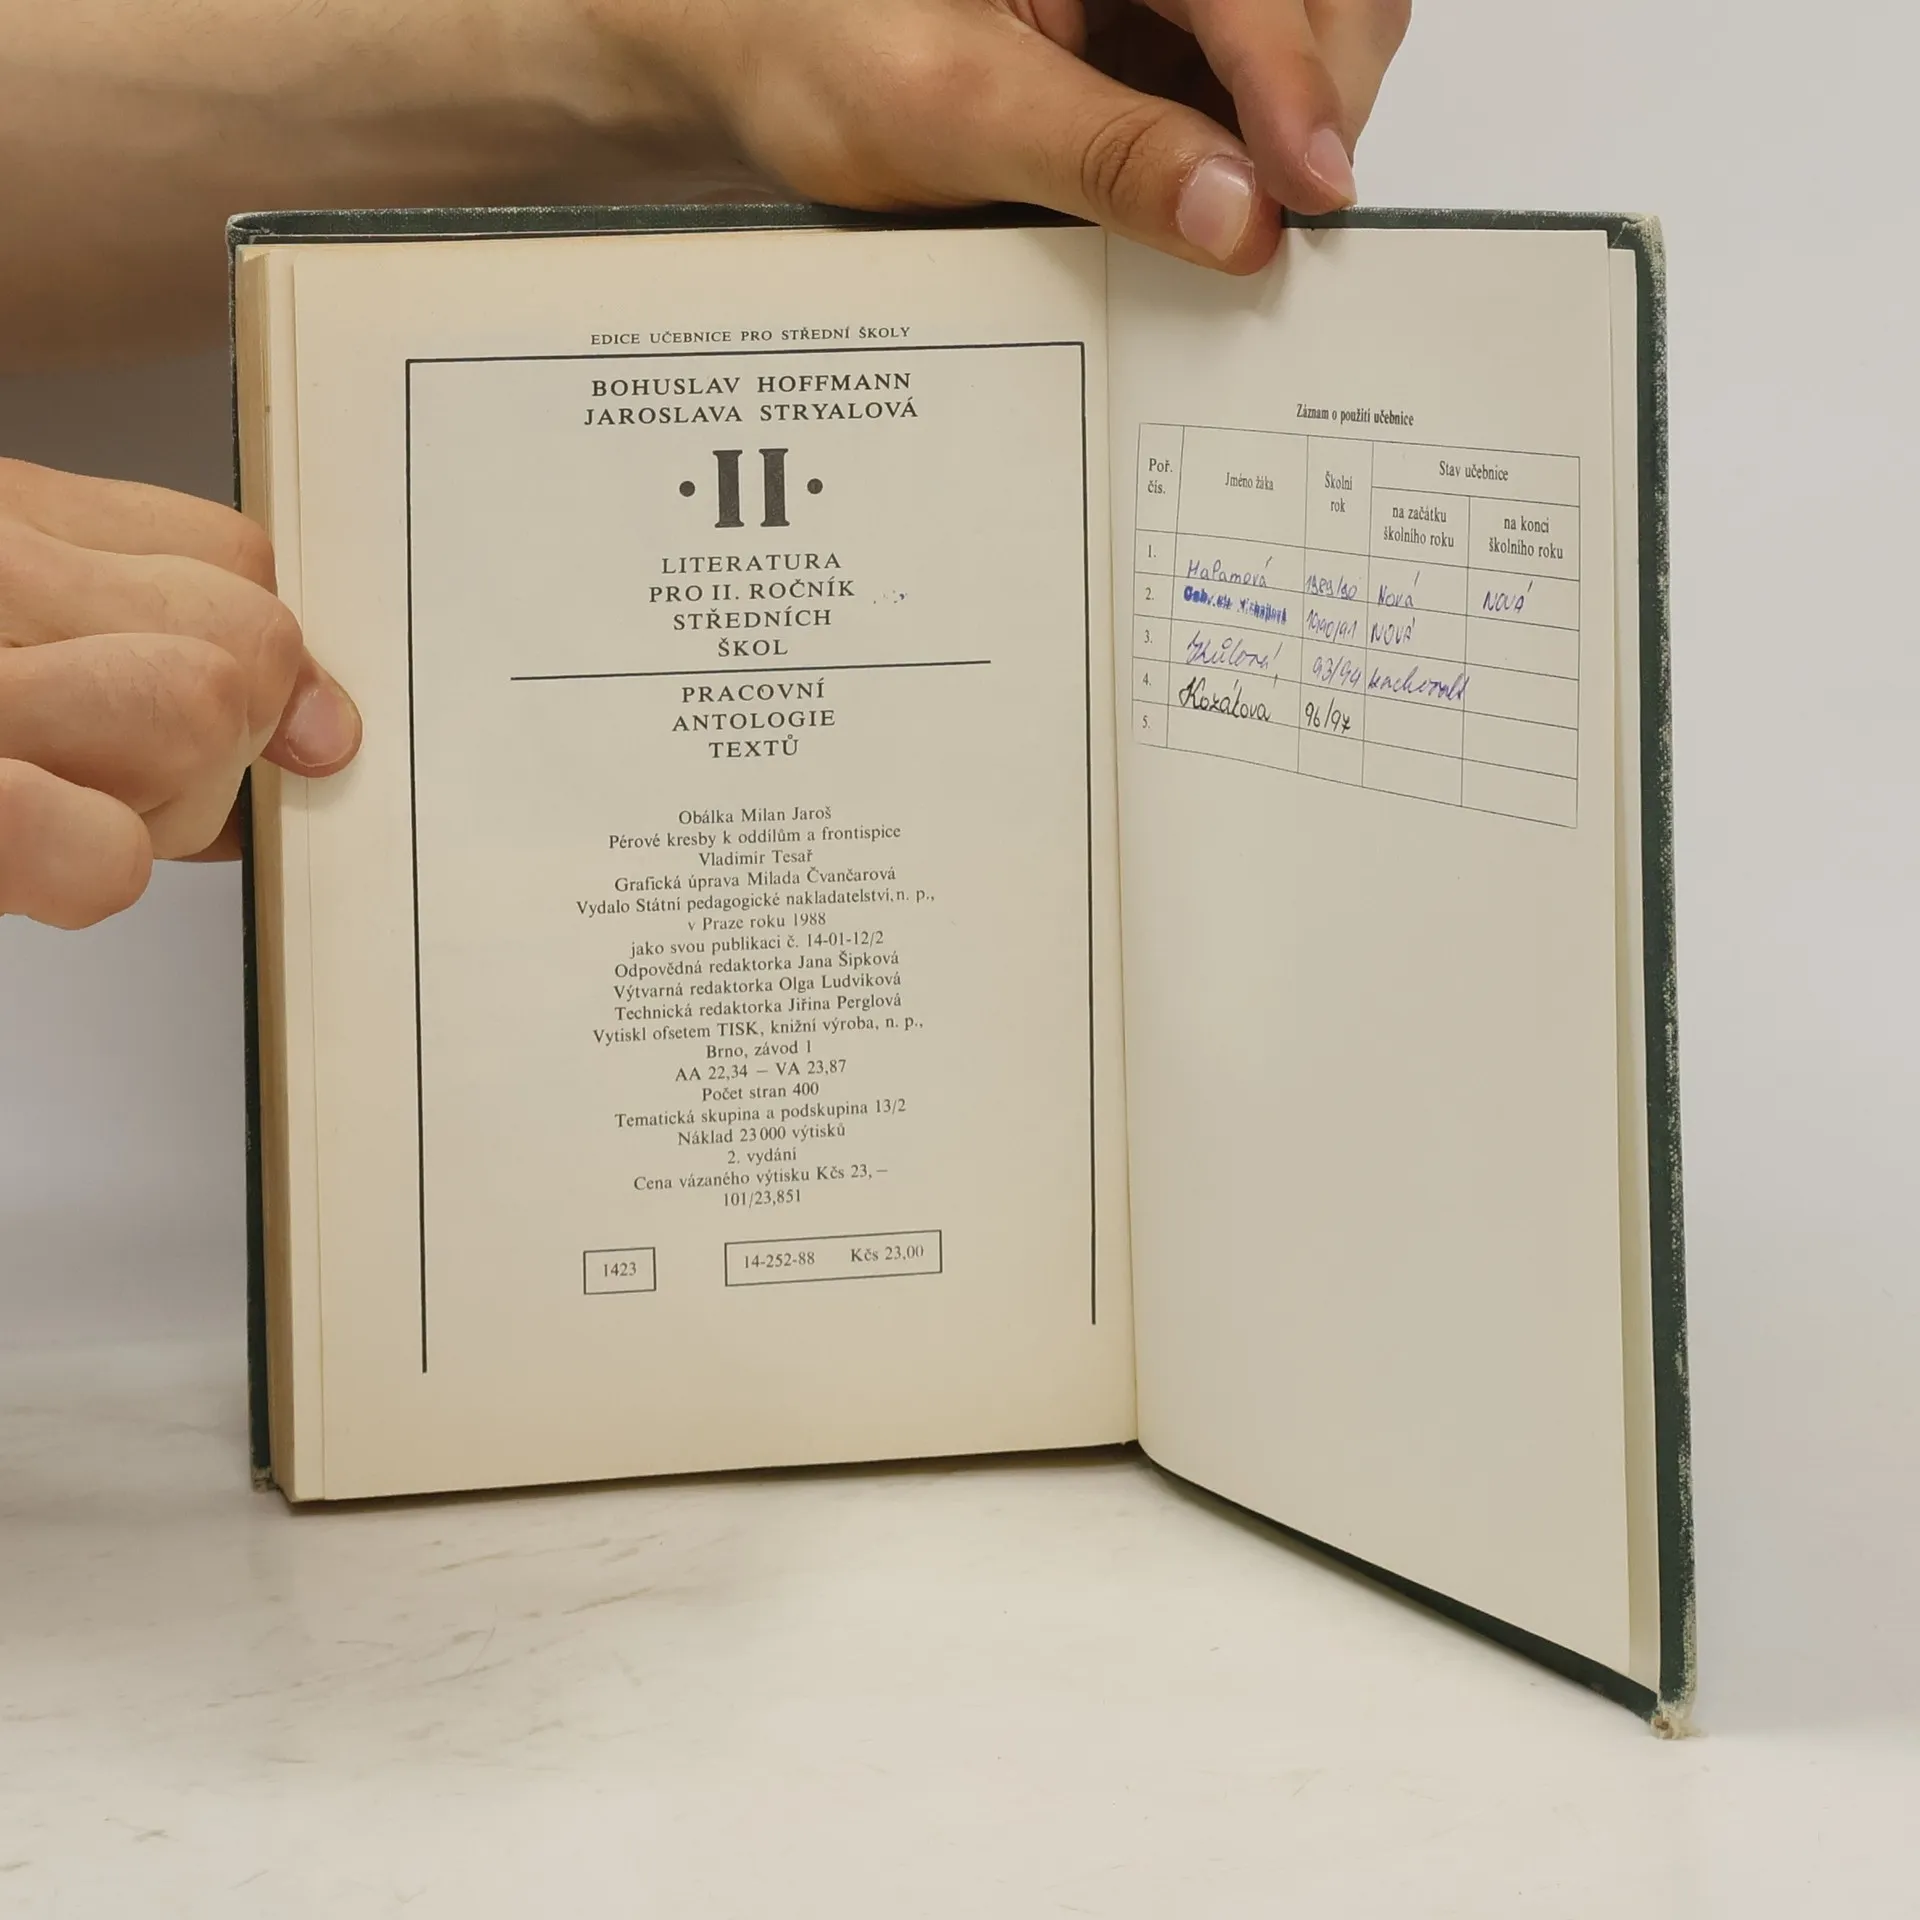 EDICE UČEBNICE PRO STŘEDNÍ ŠKOLY
BOHUSLAV HOFFMANN
JAROSLAVA STRYALOVÁ
·II·
LITERATURA
PRO II. ROČNÍK
STŘEDNÍCH
ŠKOL
PRACOVNÍ
ANTOLOGIE
TEXTŮ
Obálka Milan Jaroš
Pérové kresby k oddílům a frontispice
Vladimír Tesař
Grafická úprava Milada Čvančarová
Vydalo Státní pedagogické nakladatelství, n. p.,
v Praze roku 1988
jako svou publikaci č. 14-01-12/2
Odpovědná redaktorka Jana Šipková
Výtvarná redaktorka Olga Ludvíková
Technická redaktorka Jiřina Perglová
Vytiskl ofsetem TISK, knižní výroba, n. p.,
Brno, závod 1
AA 22,34 – VA 23,87
Počet stran 400
Tematická skupina a podskupina 13/2
Náklad 23 000 výtisků
2. vydání
Cena vázaného výtisku Kčs 23,–
101/23,851
1423
14-252-88 Kčs 23,00
Záznam o použití učebnice
Poř. čís.
Jméno žáka
Školní rok
Stav učebnice
na začátku školního roku
na konci školního roku
1. 1989/90 Nová NOVÁ
2. 1990/91 NOVÁ
3. 93/94
4. Kozákova 96/97
5.